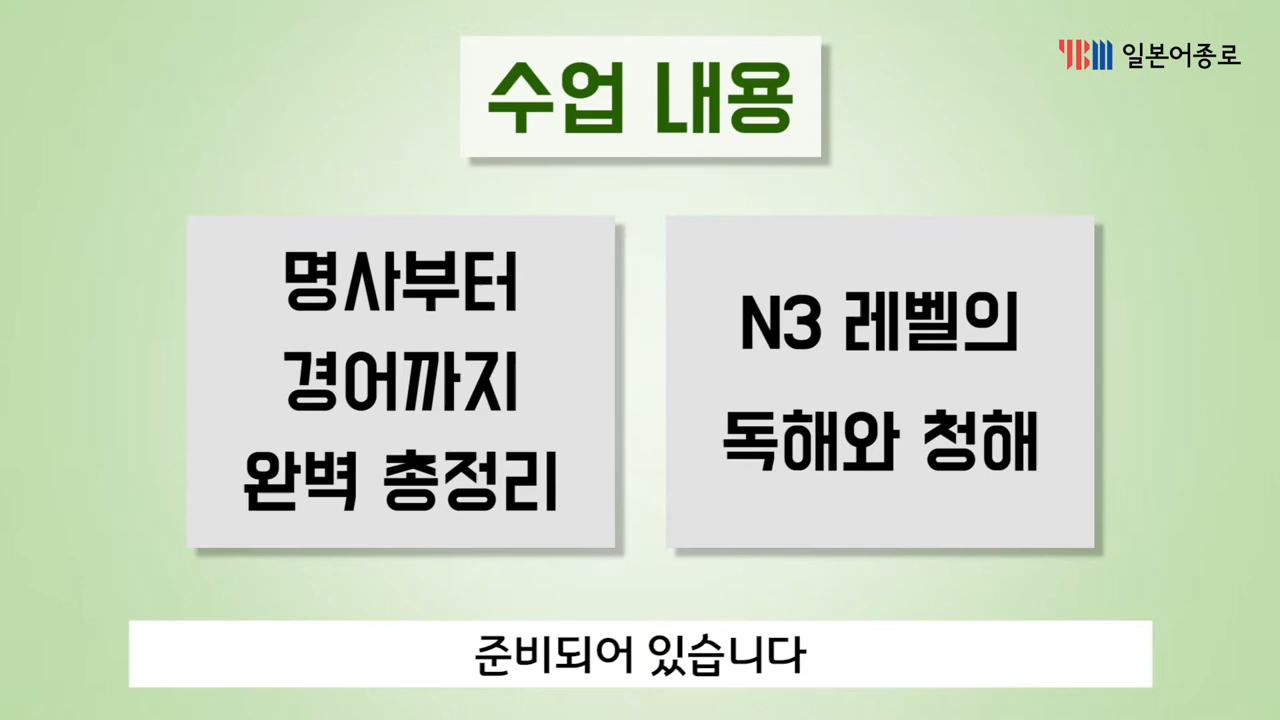 수업 내용
YBM 일본어종로
명사부터
경어까지
완벽 총정리
N3 레벨의
독해와 청해
준비되어 있습니다